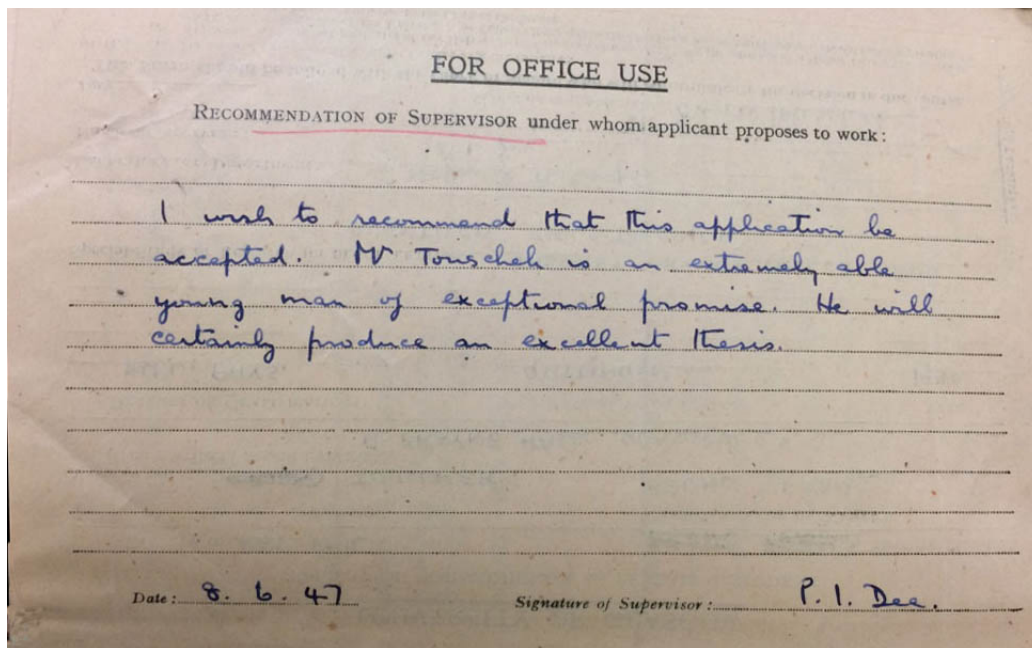 FOR OFFICE USE
RECOMMENDATION OF SUPERVISOR under whom applicant proposes to work:
I wish to recommend that this application be
accepted. Mr Touschek is an extremely able
young man of exceptional promise. He will
certainly produce an excellent thesis.
Date: 8. 6. 47 Signature of Supervisor: P. I. Dee.